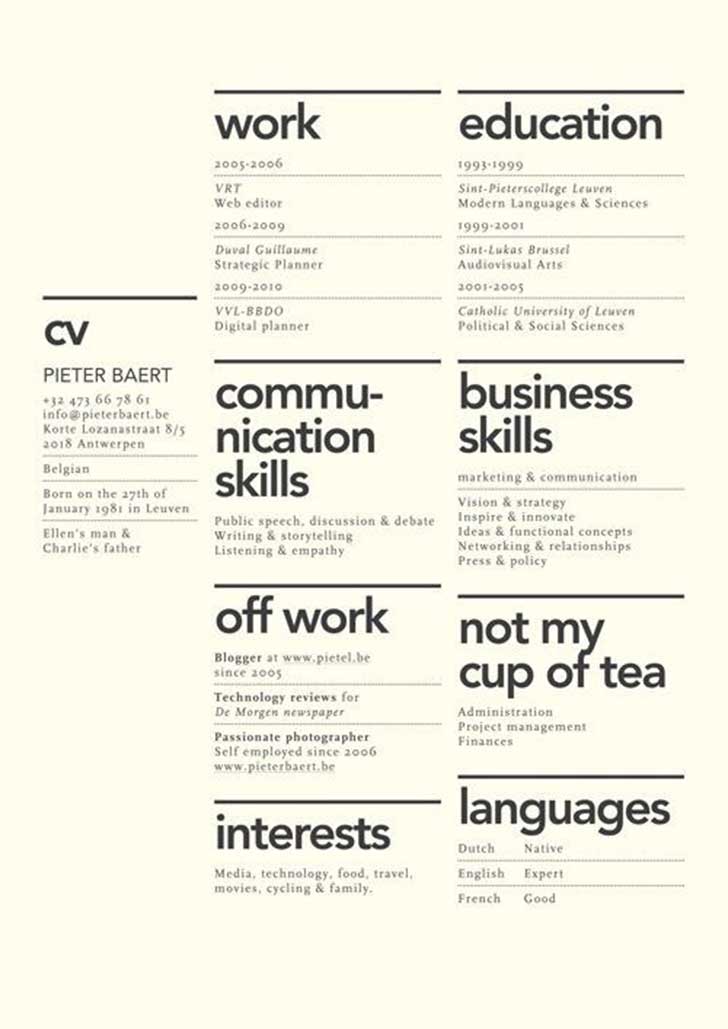 cv
PIETER BAERT
+32 473 66 78 61
info@pieterbaert.be
Korte Lozanastraat 8/5
2018 Antwerpen
Belgian
Born on the 27th of
January 1981 in Leuven
Ellen's man &
Charlie's father
work
2005-2006
VRT
Web editor
2006-2009
Duval Guillaume
Strategic Planner
2009-2010
VVL-BBDO
Digital planner
commu-
nication
skills
Public speech, discussion & debate
Writing & storytelling
Listening & empathy
off work
Blogger at www.pietel.be
since 2005
Technology reviews for
De Morgen newspaper
Passionate photographer
Self employed since 2006
www.pieterbaert.be
interests
Media, technology, food, travel,
movies, cycling & family.
education
1993-1999
Sint-Pieterscollege Leuven
Modern Languages & Sciences
1999-2001
Sint-Lukas Brussel
Audiovisual Arts
2001-2005
Catholic University of Leuven
Political & Social Sciences
business
skills
marketing & communication
Vision & strategy
Inspire & innovate
Ideas & functional concepts
Networking & relationships
Press & policy
not my
cup of tea
Administration
Project management
Finances
languages
Dutch Native
English Expert
French Good